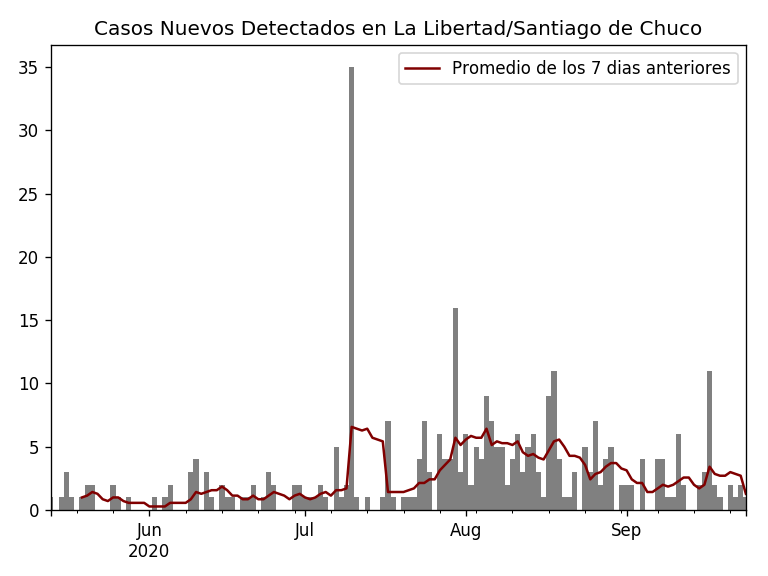 Casos Nuevos Detectados en La Libertad/Santiago de Chuco
Promedio de los 7 dias anteriores
35
30
25
20
15
10
5
0
Jun
2020
Jul
Aug
Sep